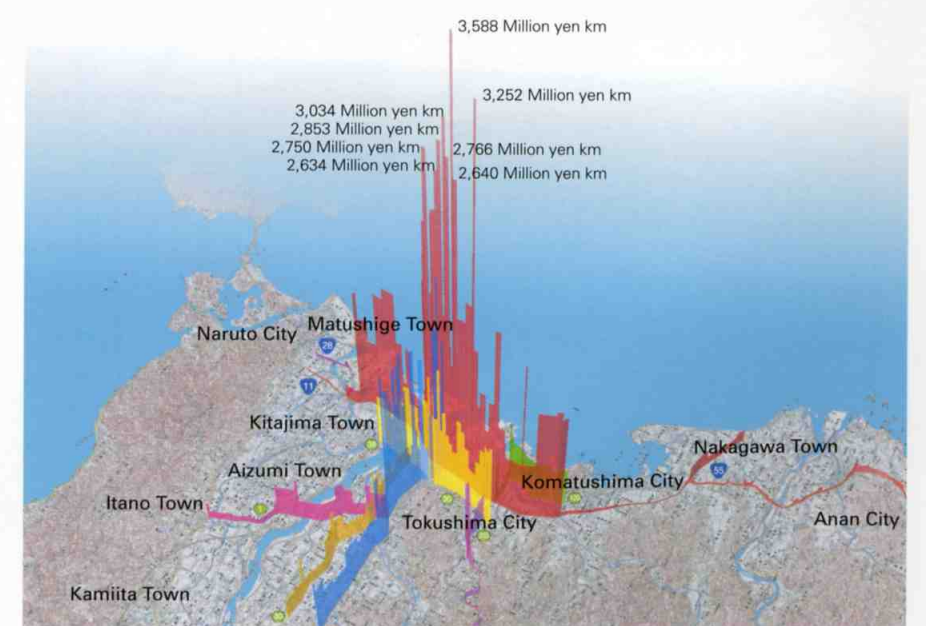 3,588 Million yen km
3,252 Million yen km
3,034 Million yen km
2,853 Million yen km
2,750 Million yen km
2,766 Million yen km
2,634 Million yen km
2,640 Million yen km
Naruto City
Matushige Town
28
11
Kitajima Town
Nakagawa Town
Aizumi Town
55
Komatushima City
Itano Town
Tokushima City
Anan City
Kamiita Town